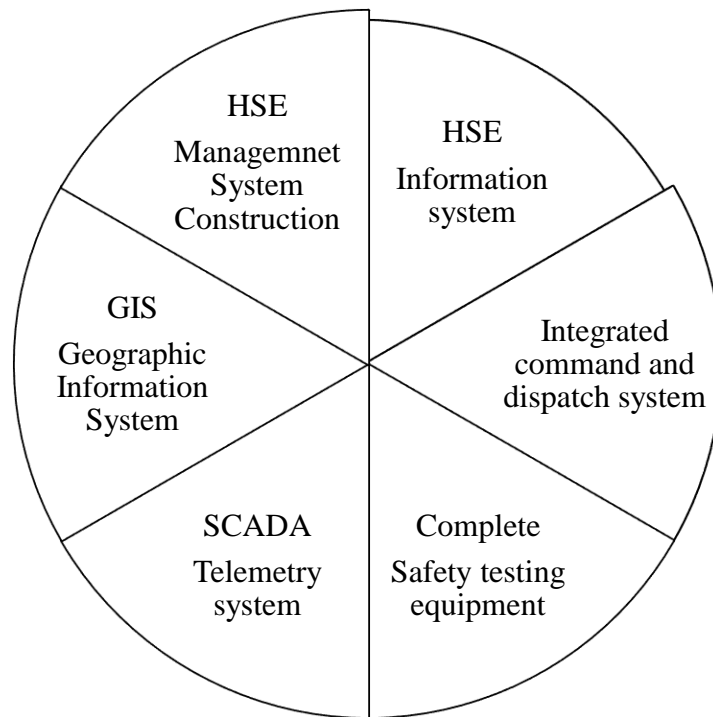 HSE
Managemnet
System
Construction
HSE
Information
system
Integrated
command and
dispatch system
Complete
Safety testing
equipment
SCADA
Telemetry
system
GIS
Geographic
Information
System